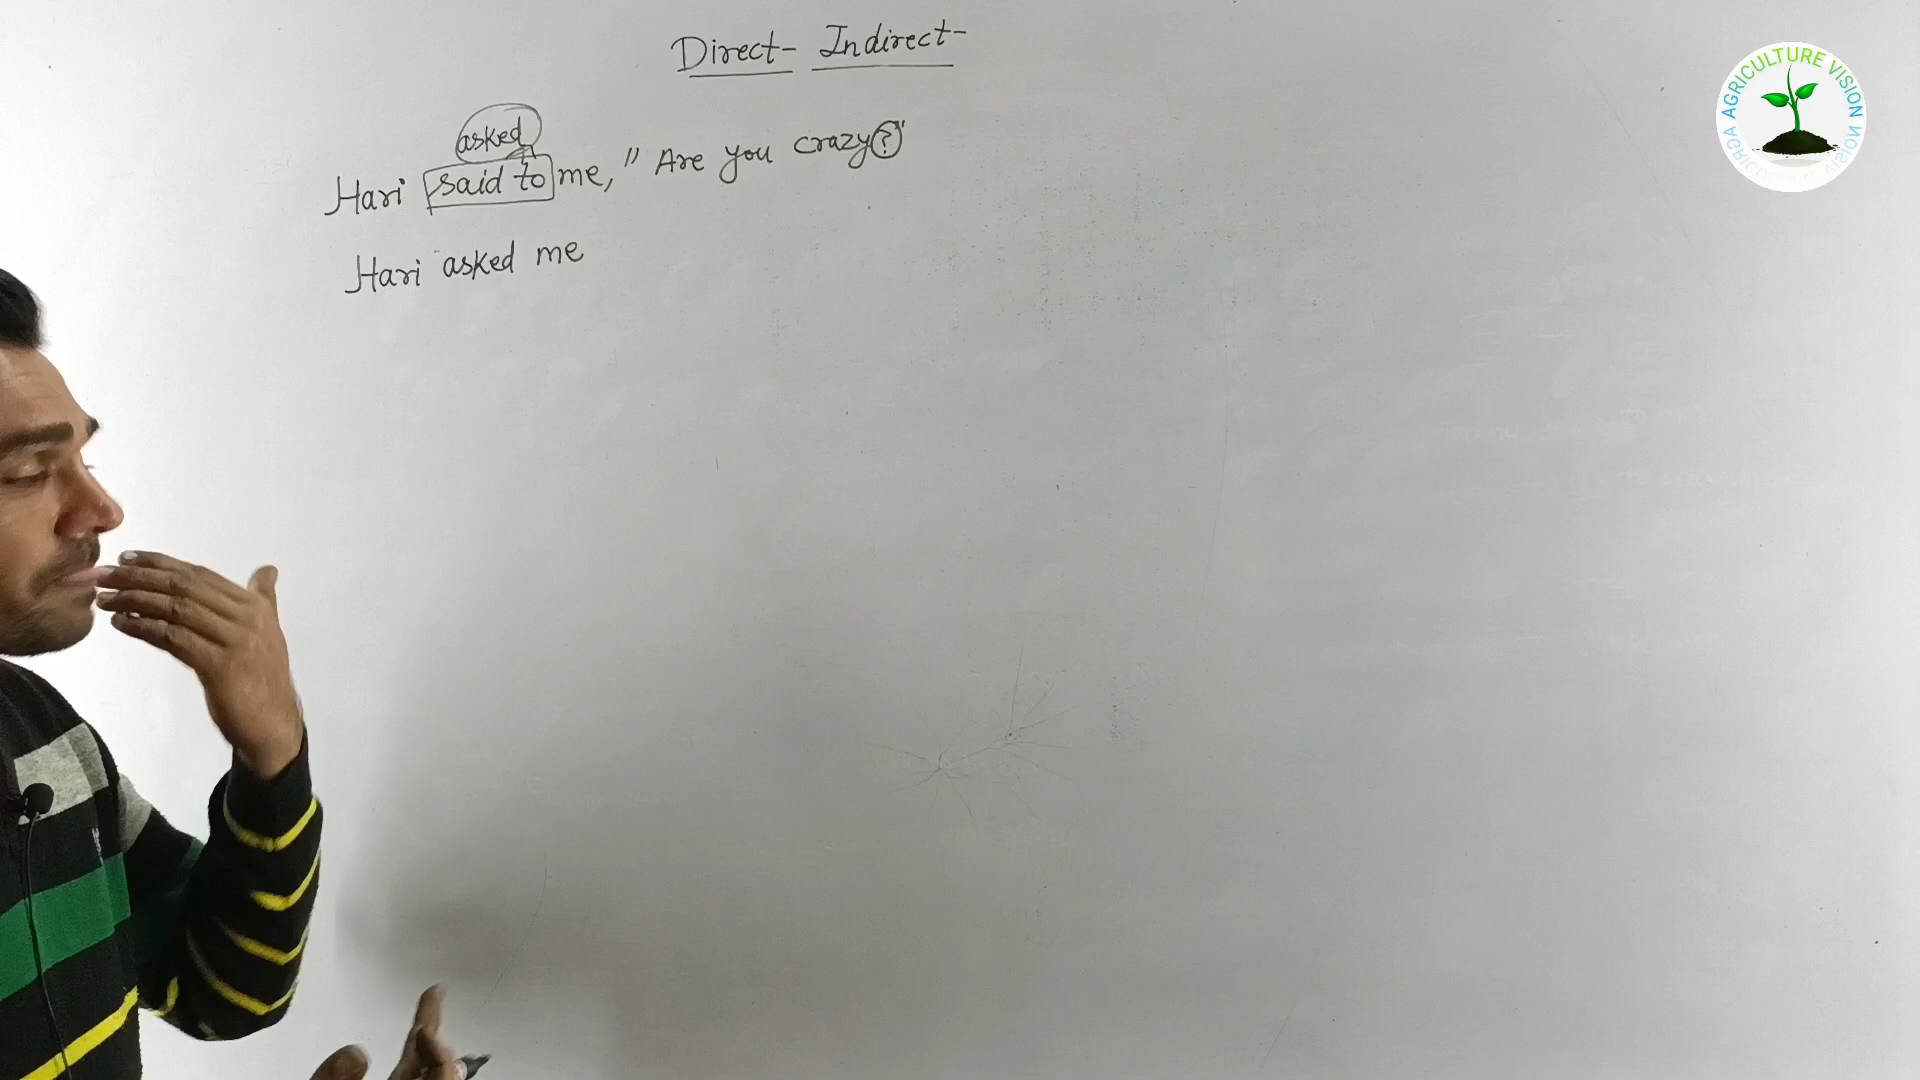 Direct- Indirect-
asked
Hari said to me, " Are you crazy?"
Hari asked me
AGRICULTURE VISION